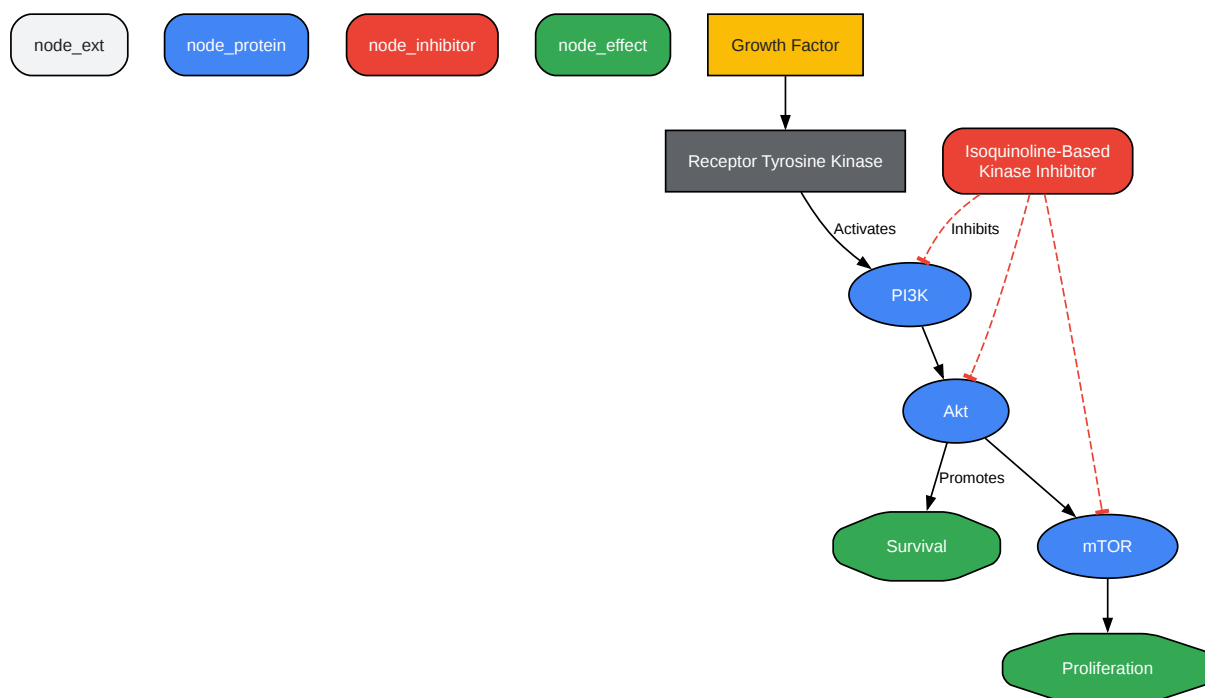 node_ext
node_protein
node_inhibitor
node_effect
Growth Factor
Receptor Tyrosine Kinase
Isoquinoline-Based
Kinase Inhibitor
Activates
Inhibits
PI3K
Akt
Promotes
Survival
mTOR
Proliferation